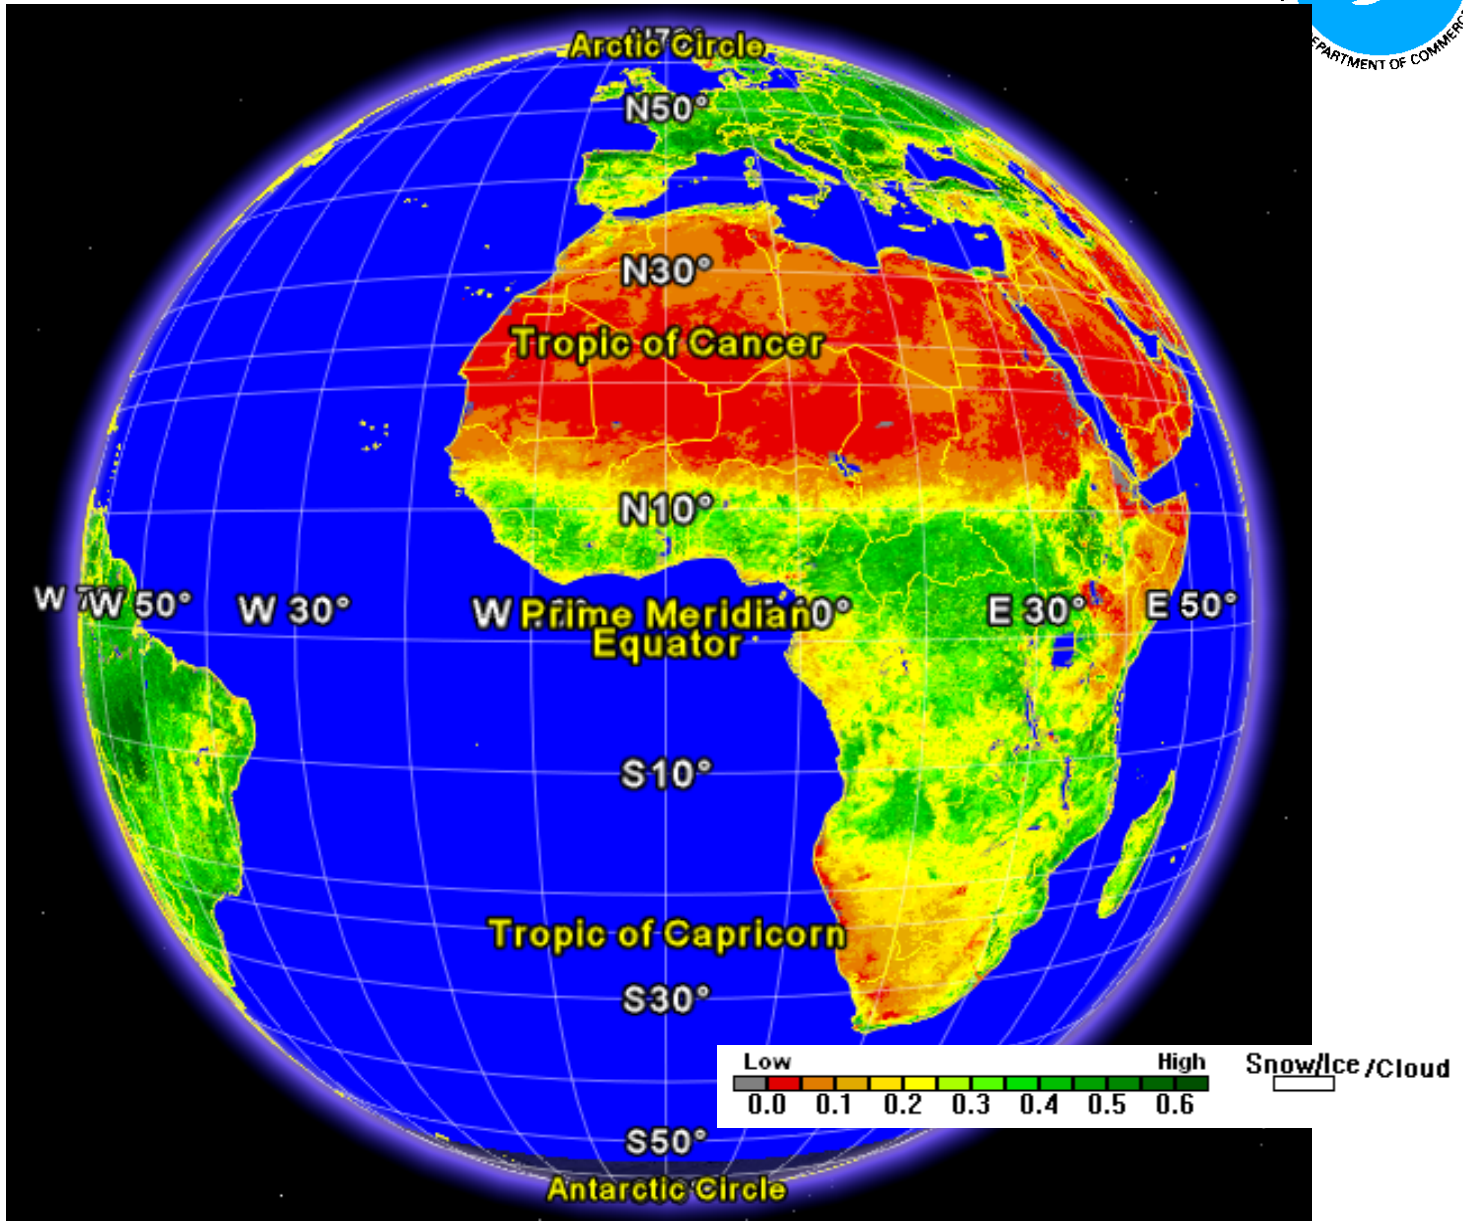 DEPARTMENT OF COMMERCE
Arctic Circle
N50°
N30°
Tropic of Cancer
N10°
W 50°
W 30°
Prime Meridian
E 30°
E 50°
Equator
S10°
Tropic of Capricorn
S30°
Low High
Snow/Ice /Cloud
0.0 0.1 0.2 0.3 0.4 0.5 0.6
S50°
Antarctic Circle